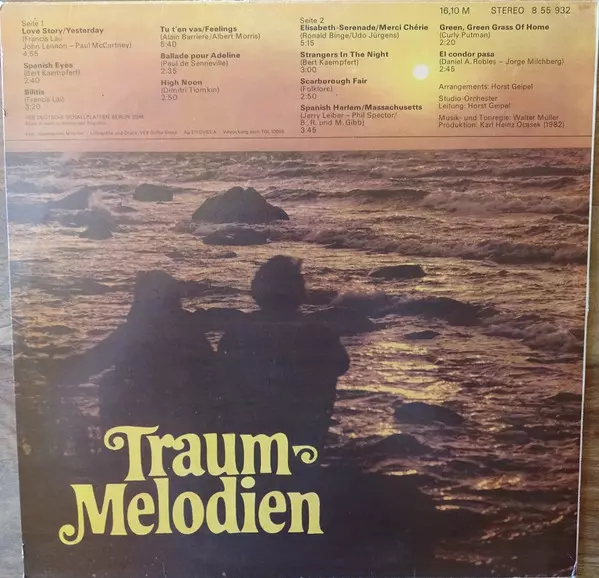 Seite 1
Love Story/Yesterday
(Francis Lai/
John Lennon – Paul McCartney)
4:55
Spanish Eyes
(Bert Kaempfert)
2:40
Bilitis
(Francis Lai)
3:20
Tu t'en vas/Feelings
(Alain Barriere/Albert Morris)
5:40
Ballade pour Adeline
(Paul de Senneville)
2:35
High Noon
(Dimitri Tiomkin)
2:50
VEB DEUTSCHE SCHALLPLATTEN BERLIN DDR
Seite 2
Elisabeth-Serenade/Merci Chérie
(Ronald Binge/Udo Jürgens)
5:15
Strangers In The Night
(Bert Kaempfert)
3:00
Scarborough Fair
(Folklore)
2:50
Spanish Harlem/Massachusetts
(Jerry Leiber – Phil Spector/
B., R. und M. Gibb)
3:45
16,10 M STEREO 8 55 932
Green, Green Grass Of Home
(Curly Putman)
2:20
El condor pasa
(Daniel A. Robles – Jorge Milchberg)
2:45
Arrangements: Horst Geipel
Studio-Orchester
Leitung: Horst Geipel
Musik- und Tonregie: Walter Müller
Produktion: Karl Heinz Ocasek (1982)
Traum-
Melodien